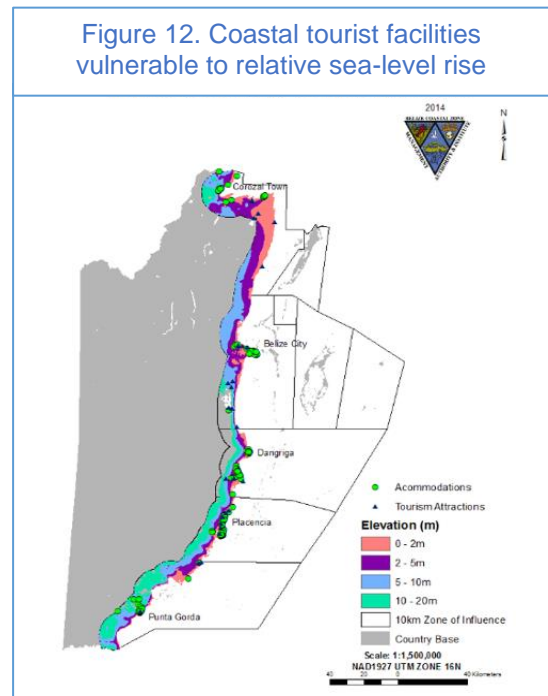 Figure 12. Coastal tourist facilities
vulnerable to relative sea-level rise
2014
N
Corozal Town
Belize City
Dangriga
Placencia
Punta Gorda
Acommodations
Tourism Attractions
Elevation (m)
0 - 2m
2 - 5m
5 - 10m
10 - 20m
10km Zone of Influence
Country Base
Scale: 1:1,500,000
NAD1927 UTM ZONE 16N
40 20 0 40 Kilometers